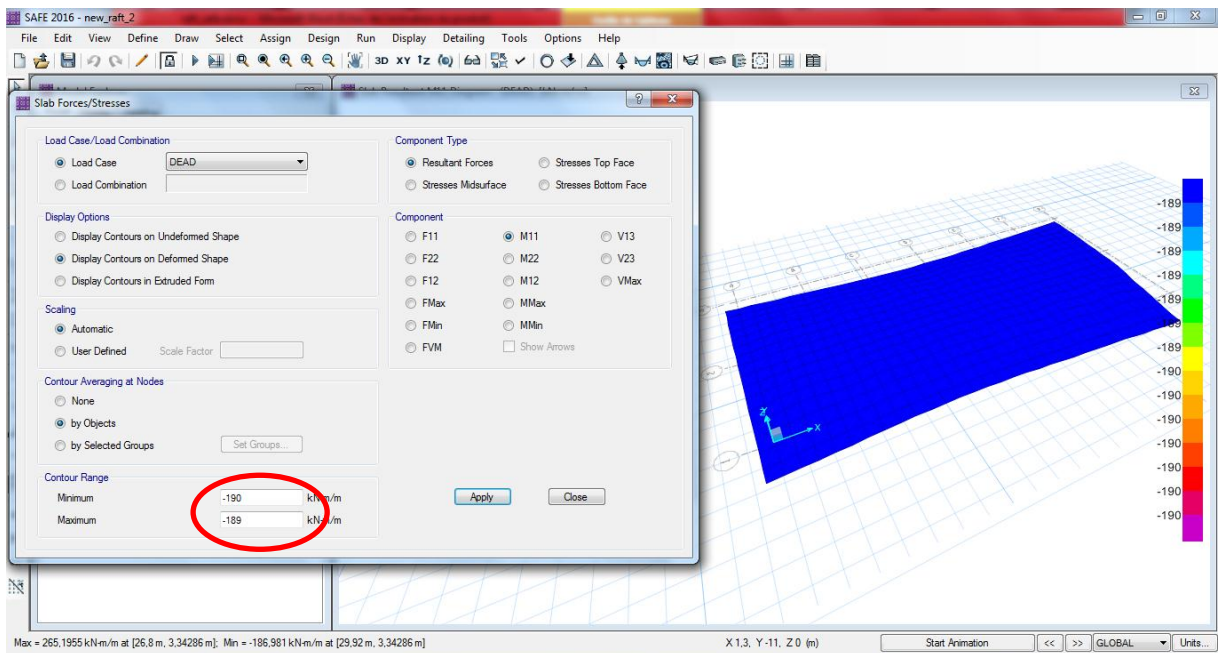 SAFE 2016 - new_raft_2
File Edit View Define Draw Select Assign Design Run Display Detailing Tools Options Help
3D XY
Slab Forces/Stresses
Load Case/Load Combination
Load Case DEAD
Load Combination
Display Options
Display Contours on Undeformed Shape
Display Contours on Deformed Shape
Display Contours in Extruded Form
Scaling
Automatic
User Defined Scale Factor
Contour Averaging at Nodes
None
by Objects
by Selected Groups Set Groups...
Contour Range
Minimum -190 kN-m/m
Maximum -189 kN-m/m
Component Type
Resultant Forces Stresses Top Face
Stresses Midsurface Stresses Bottom Face
Component
F11 M11 V13
F22 M22 V23
F12 M12 VMax
FMax MMax
FMin MMin
FVM Show Arrows
Apply Close
Z
X
-189
-189
-189
-189
-189
-189
-189
-190
-190
-190
-190
-190
-190
-190
Max = 265,1955 kN-m/m at [26,8 m, 3,34286 m]; Min = -186,981 kN-m/m at [29,92 m, 3,34286 m]
X 1,3, Y -11, Z 0 (m)
Start Animation << >> GLOBAL Units...